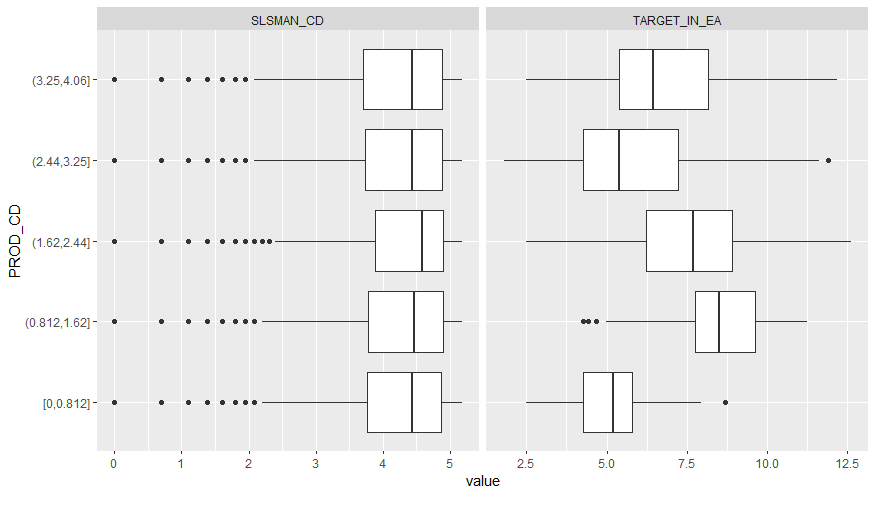 SLSMAN_CD TARGET_IN_EA
PROD_CD
(3.25,4.06]
(2.44,3.25]
(1.62,2.44]
(0.812,1.62]
[0,0.812]
0 1 2 3 4 5 2.5 5.0 7.5 10.0 12.5
value